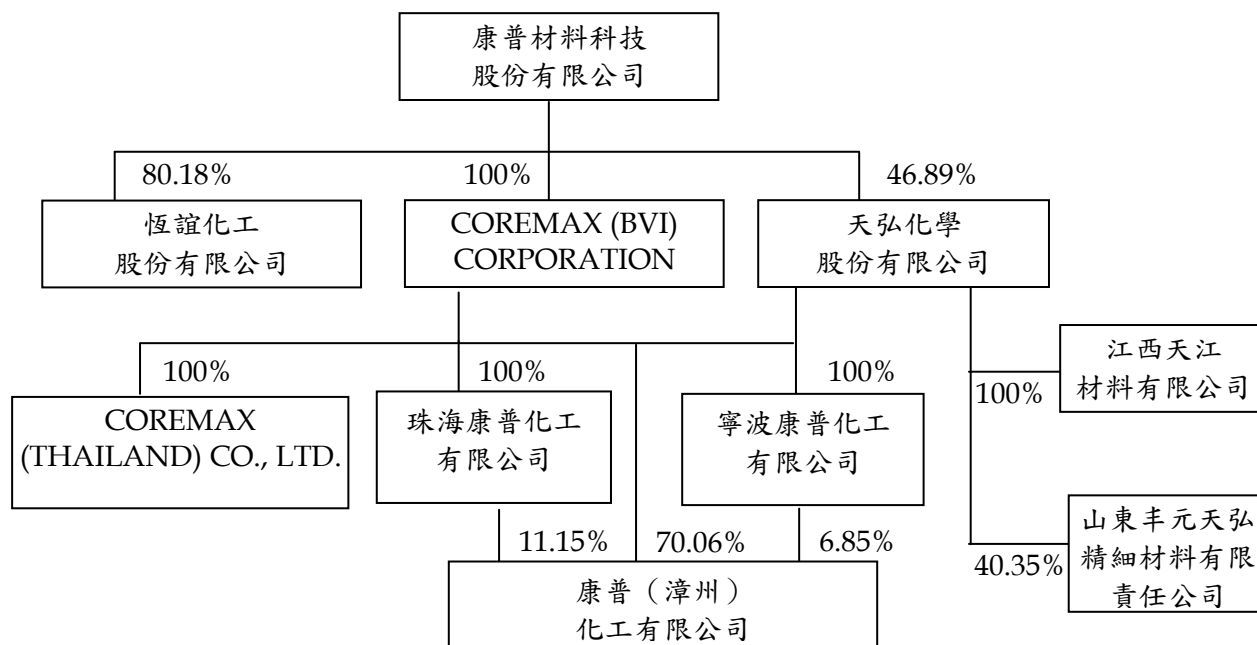 康普材料科技
股份有限公司
80.18%
100%
46.89%
恆誼化工
股份有限公司
COREMAX (BVI)
CORPORATION
天弘化學
股份有限公司
100%
100%
100%
100%
江西天江
材料有限公司
COREMAX
(THAILAND) CO., LTD.
珠海康普化工
有限公司
寧波康普化工
有限公司
11.15%
70.06%
6.85%
40.35%
山東丰元天弘
精細材料有限
責任公司
康普（漳州）
化工有限公司